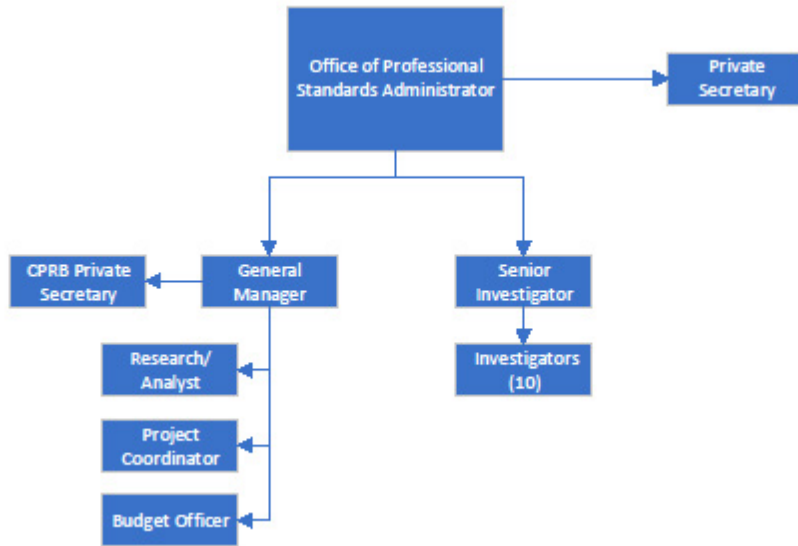 Office of Professional
Standards Administrator
Private
Secretary
CPRB Private
Secretary
General
Manager
Senior
Investigator
Research/
Analyst
Investigators
(10)
Project
Coordinator
Budget Officer